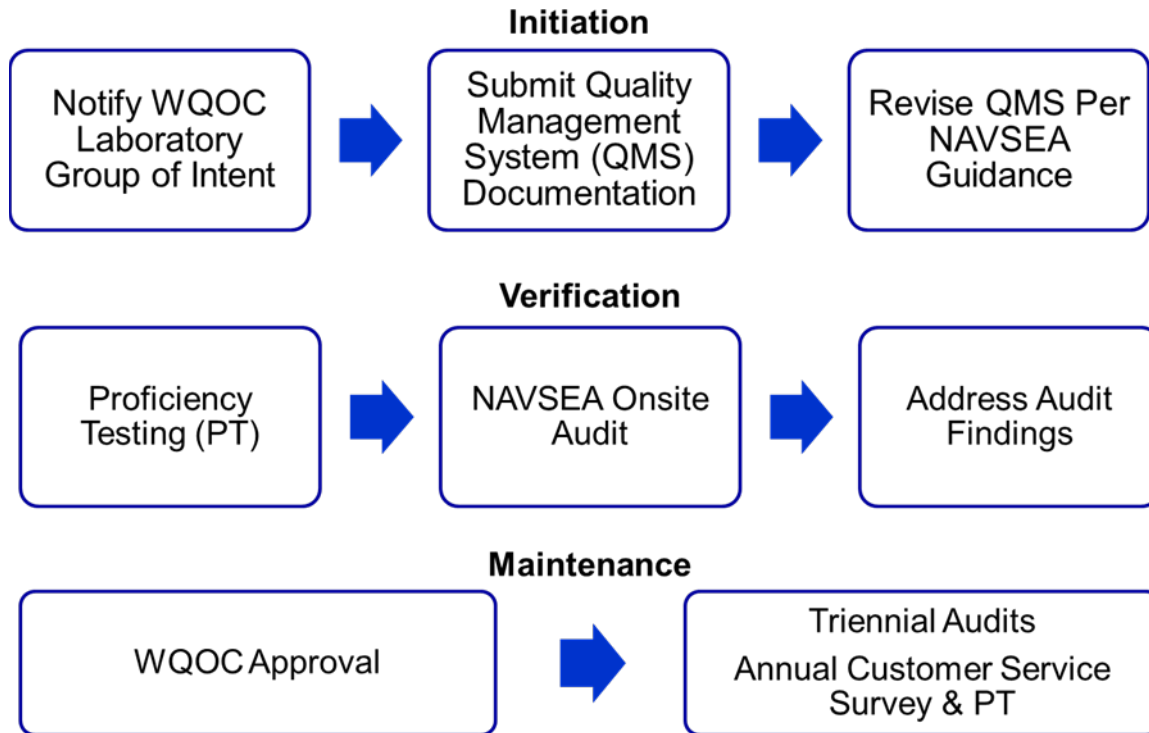 Initiation
Notify WQOC
Laboratory
Group of Intent
Submit Quality
Management
System (QMS)
Documentation
Revise QMS Per
NAVSEA
Guidance
Verification
Proficiency
Testing (PT)
NAVSEA Onsite
Audit
Address Audit
Findings
Maintenance
WQOC Approval
Triennial Audits
Annual Customer Service
Survey & PT